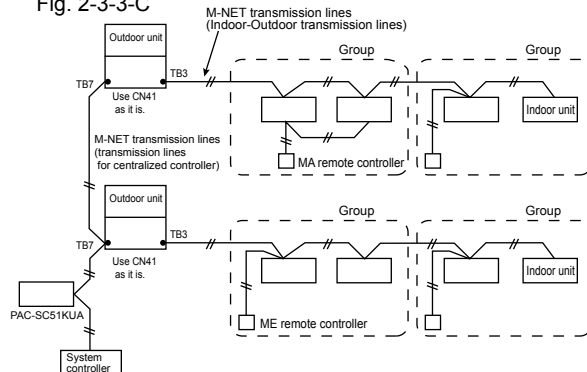 Fig. 2-3-3-C
M-NET transmission lines
(Indoor-Outdoor transmission lines)
Outdoor unit
Group
Group
TB7
TB3
Use CN41
as it is.
Indoor unit
M-NET transmission lines
(transmission lines
for centralized controller)
MA remote controller
Outdoor unit
Group
Group
TB7
TB3
Use CN41
as it is.
Indoor unit
PAC-SC51KUA
ME remote controller
System
controller